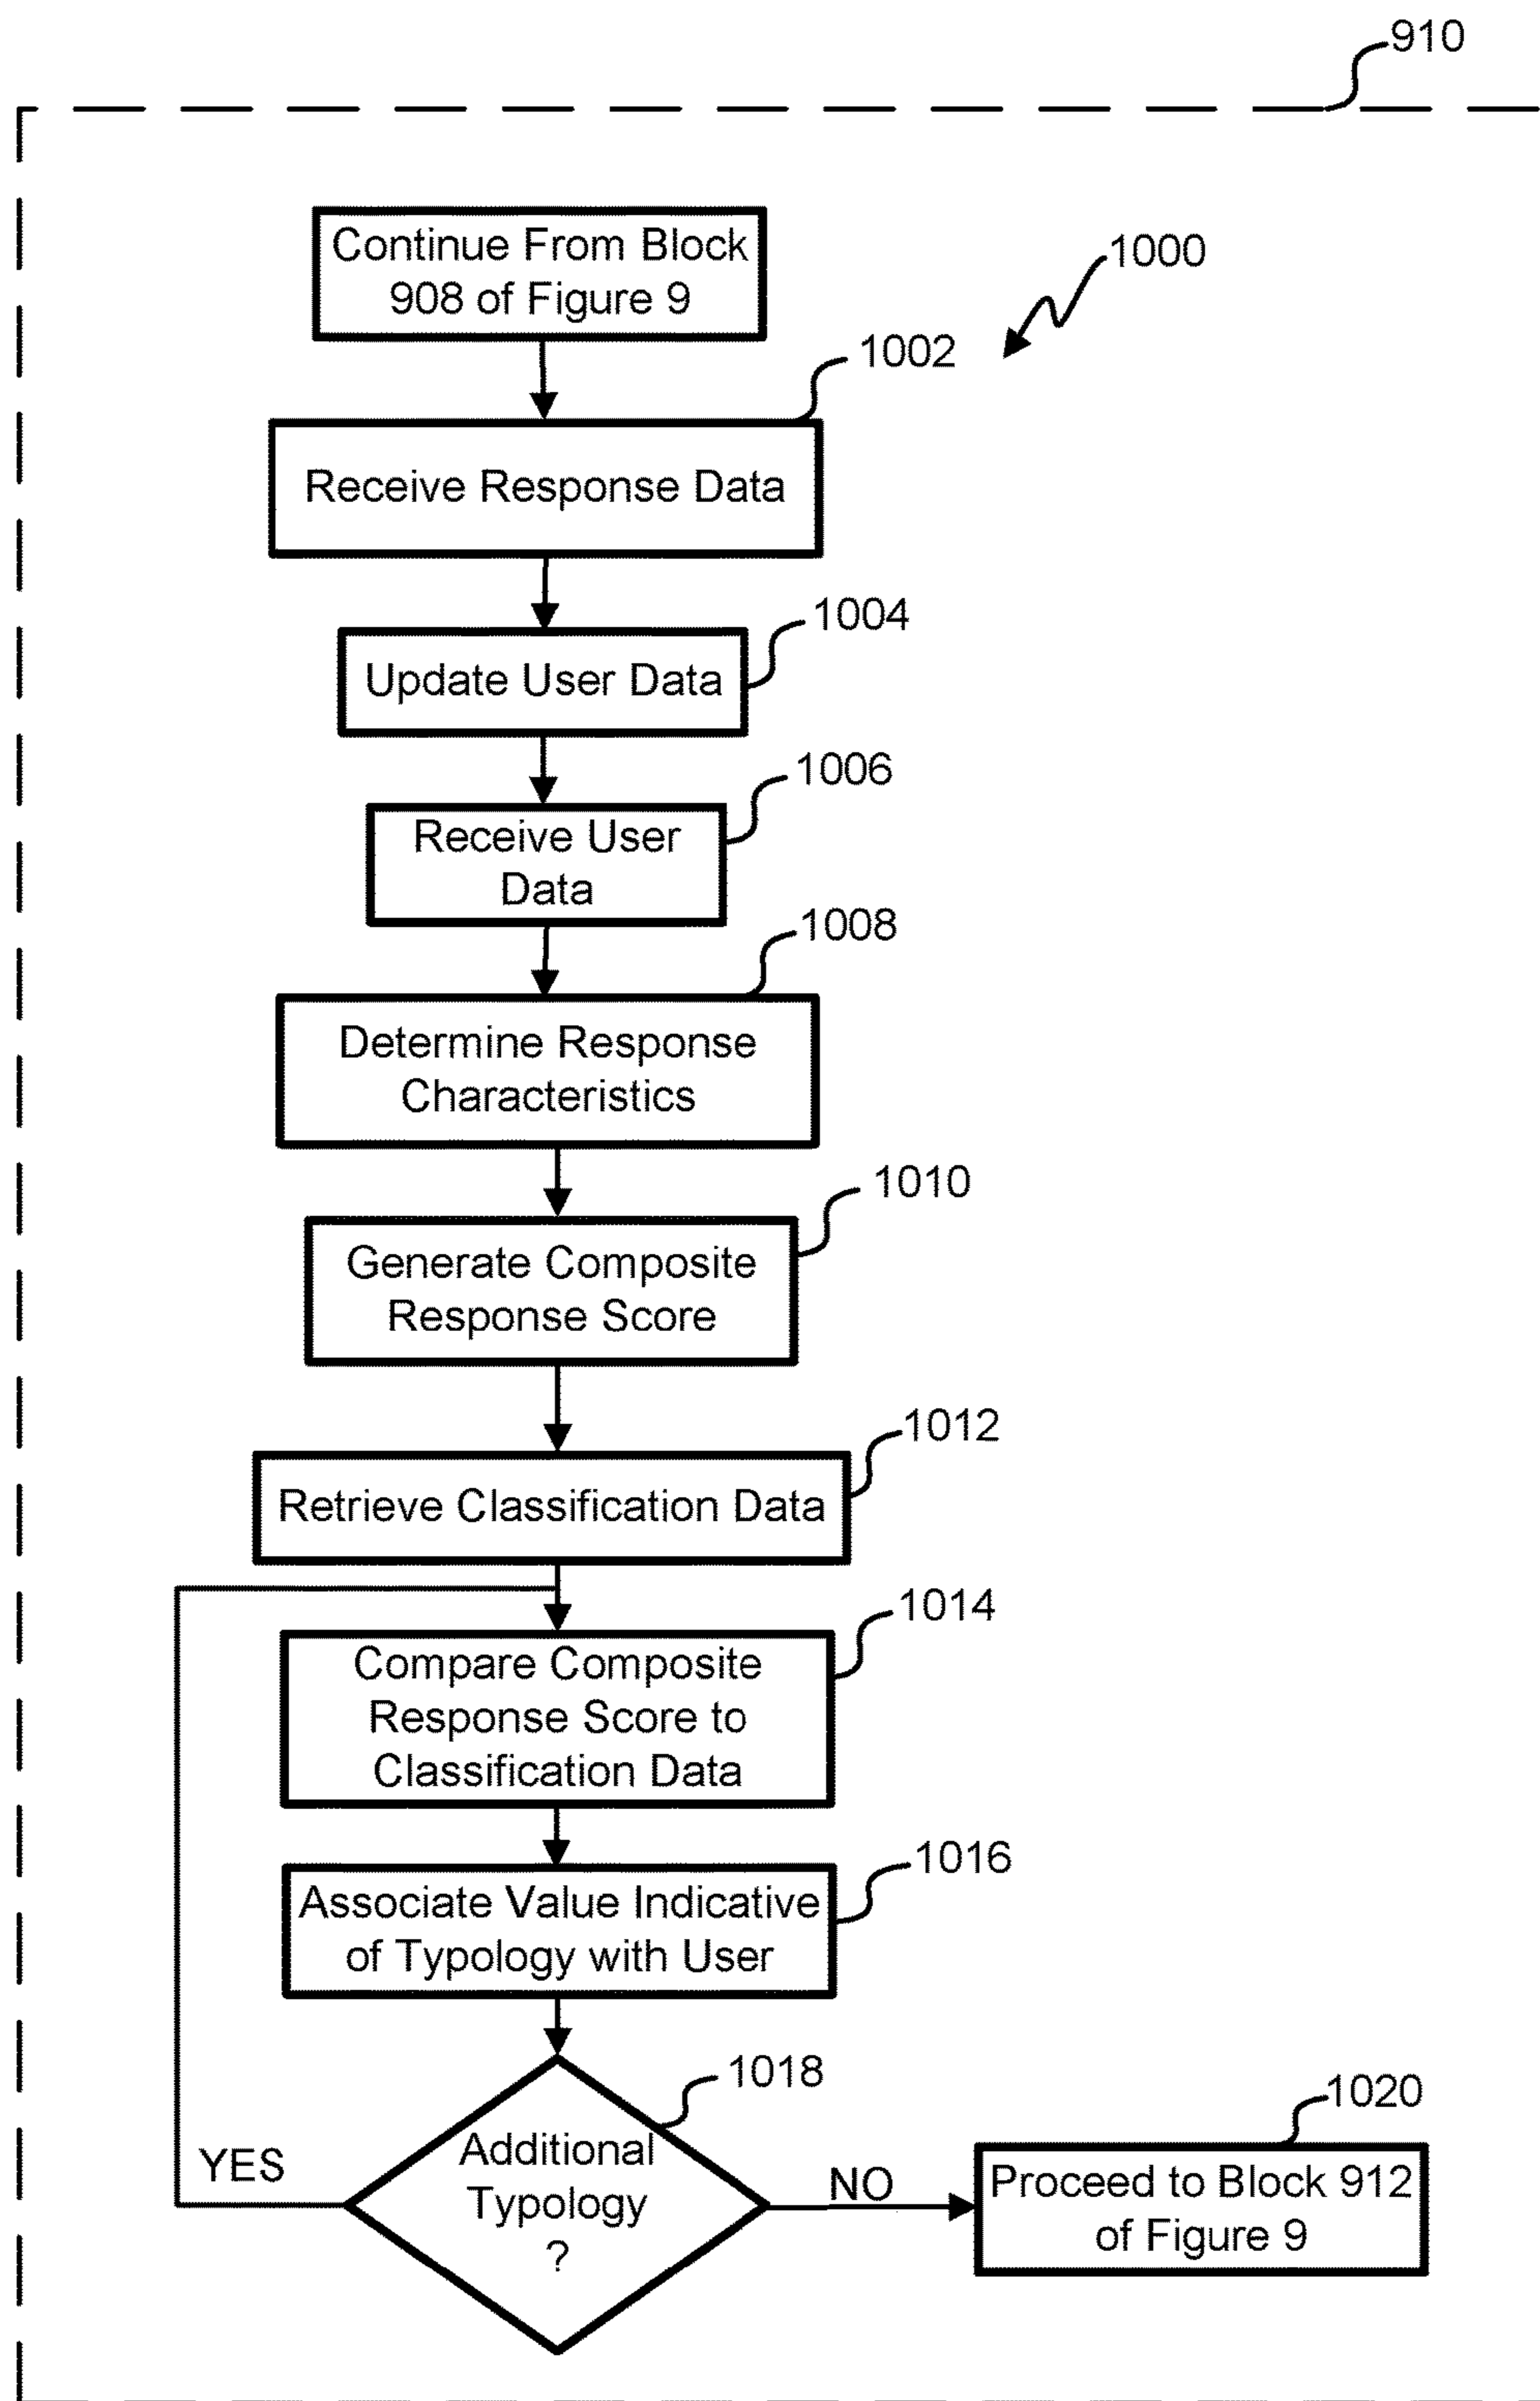 910
Continue From Block
908 of Figure 9
1000
1002
Receive Response Data
1004
Update User Data
1006
Receive User
Data
1008
Determine Response
Characteristics
1010
Generate Composite
Response Score
1012
Retrieve Classification Data
1014
Compare Composite
Response Score to
Classification Data
1016
Associate Value Indicative
of Typology with User
1018
Additional
Typology
?
YES
NO
1020
Proceed to Block 912
of Figure 9